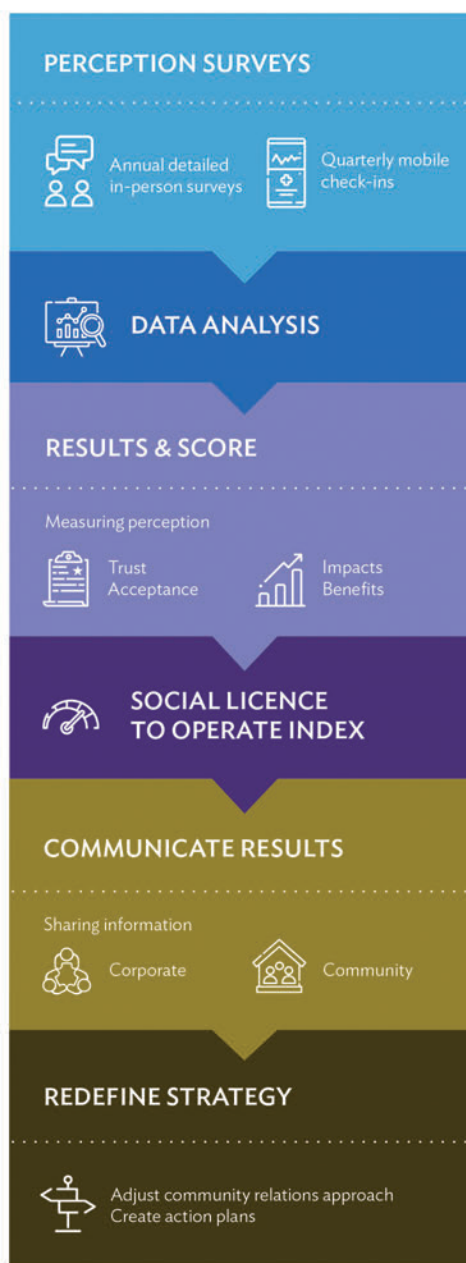 PERCEPTION SURVEYS
Annual detailed
in-person surveys
Quarterly mobile
check-ins
DATA ANALYSIS
RESULTS & SCORE
Measuring perception
Trust
Acceptance
Impacts
Benefits
SOCIAL LICENCE
TO OPERATE INDEX
COMMUNICATE RESULTS
Sharing information
Corporate
Community
REDEFINE STRATEGY
Adjust community relations approach
Create action plans